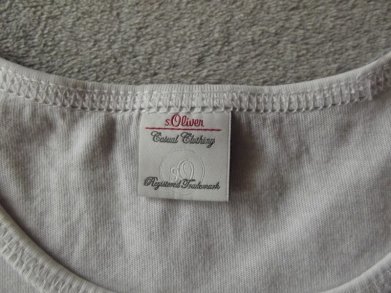 s.Oliver
Casual Clothing
Registered Trademark